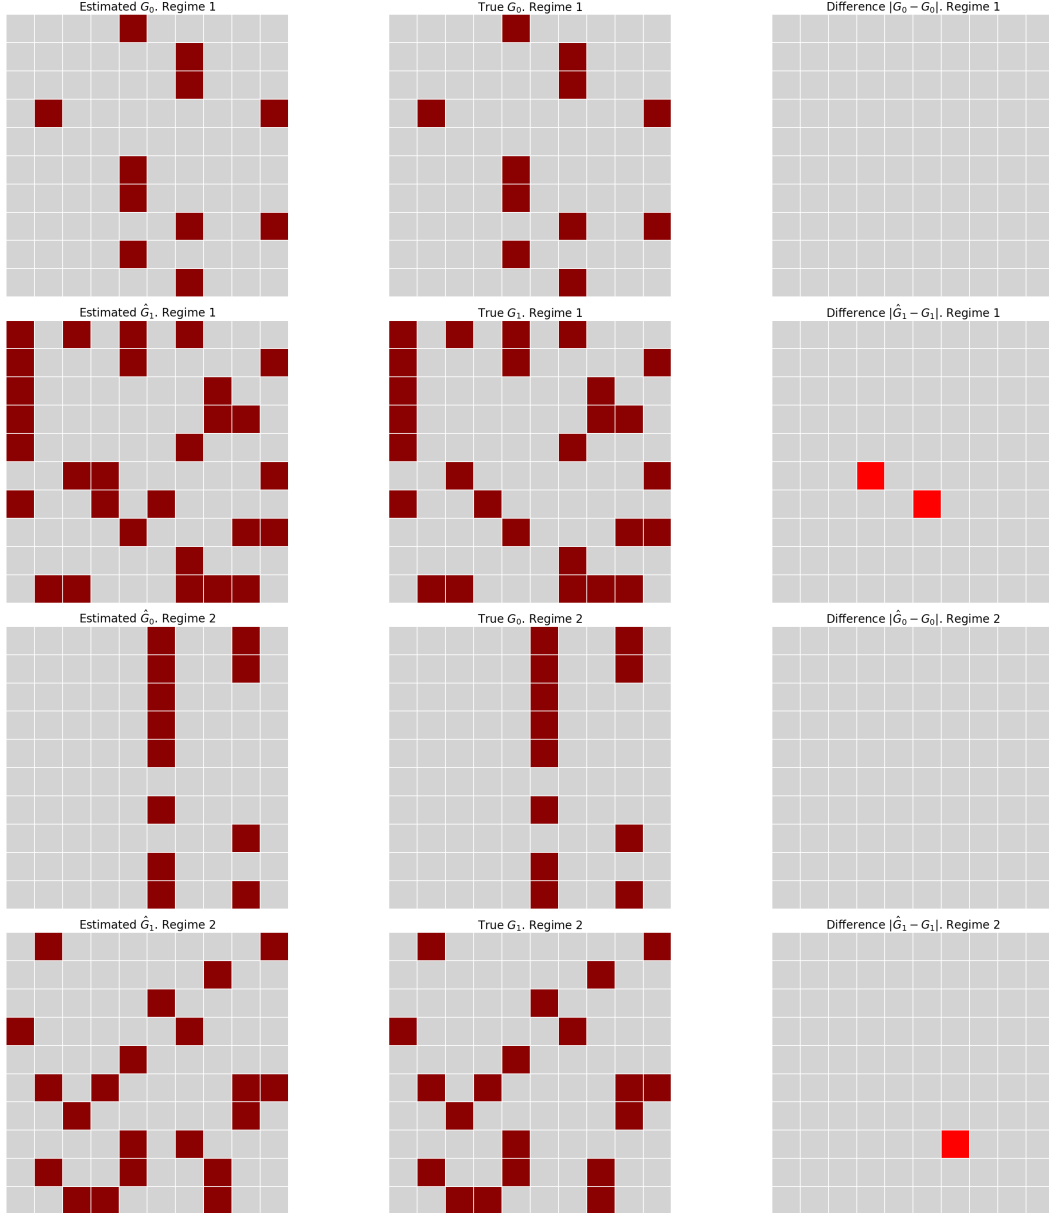 Estimated G₀. Regime 1
True G₀. Regime 1
Difference |G₀ − G₀|. Regime 1
Estimated Ĝ₁. Regime 1
True G₁. Regime 1
Difference |Ĝ₁ − G₁|. Regime 1
Estimated Ĝ₀. Regime 2
True G₀. Regime 2
Difference |Ĝ₀ − G₀|. Regime 2
Estimated Ĝ₁. Regime 2
True G₁. Regime 2
Difference |Ĝ₁ − G₁|. Regime 2